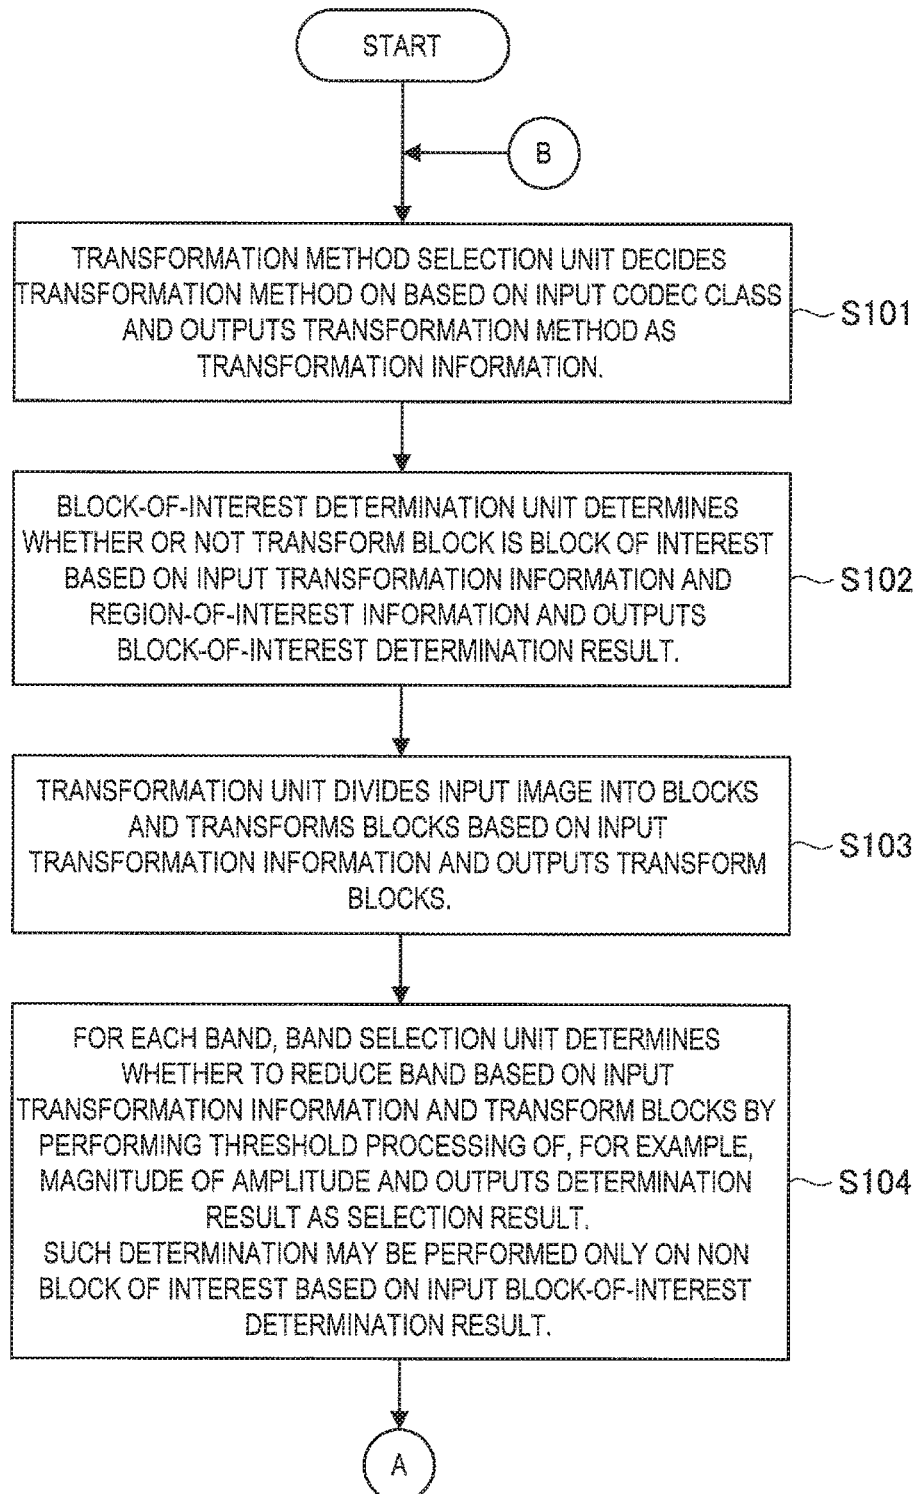 START
B
TRANSFORMATION METHOD SELECTION UNIT DECIDES
TRANSFORMATION METHOD ON BASED ON INPUT CODEC CLASS
AND OUTPUTS TRANSFORMATION METHOD AS
TRANSFORMATION INFORMATION.
S101
BLOCK-OF-INTEREST DETERMINATION UNIT DETERMINES
WHETHER OR NOT TRANSFORM BLOCK IS BLOCK OF INTEREST
BASED ON INPUT TRANSFORMATION INFORMATION AND
REGION-OF-INTEREST INFORMATION AND OUTPUTS
BLOCK-OF-INTEREST DETERMINATION RESULT.
S102
TRANSFORMATION UNIT DIVIDES INPUT IMAGE INTO BLOCKS
AND TRANSFORMS BLOCKS BASED ON INPUT
TRANSFORMATION INFORMATION AND OUTPUTS TRANSFORM
BLOCKS.
S103
FOR EACH BAND, BAND SELECTION UNIT DETERMINES
WHETHER TO REDUCE BAND BASED ON INPUT
TRANSFORMATION INFORMATION AND TRANSFORM BLOCKS BY
PERFORMING THRESHOLD PROCESSING OF, FOR EXAMPLE,
MAGNITUDE OF AMPLITUDE AND OUTPUTS DETERMINATION
RESULT AS SELECTION RESULT.
SUCH DETERMINATION MAY BE PERFORMED ONLY ON NON
BLOCK OF INTEREST BASED ON INPUT BLOCK-OF-INTEREST
DETERMINATION RESULT.
S104
A